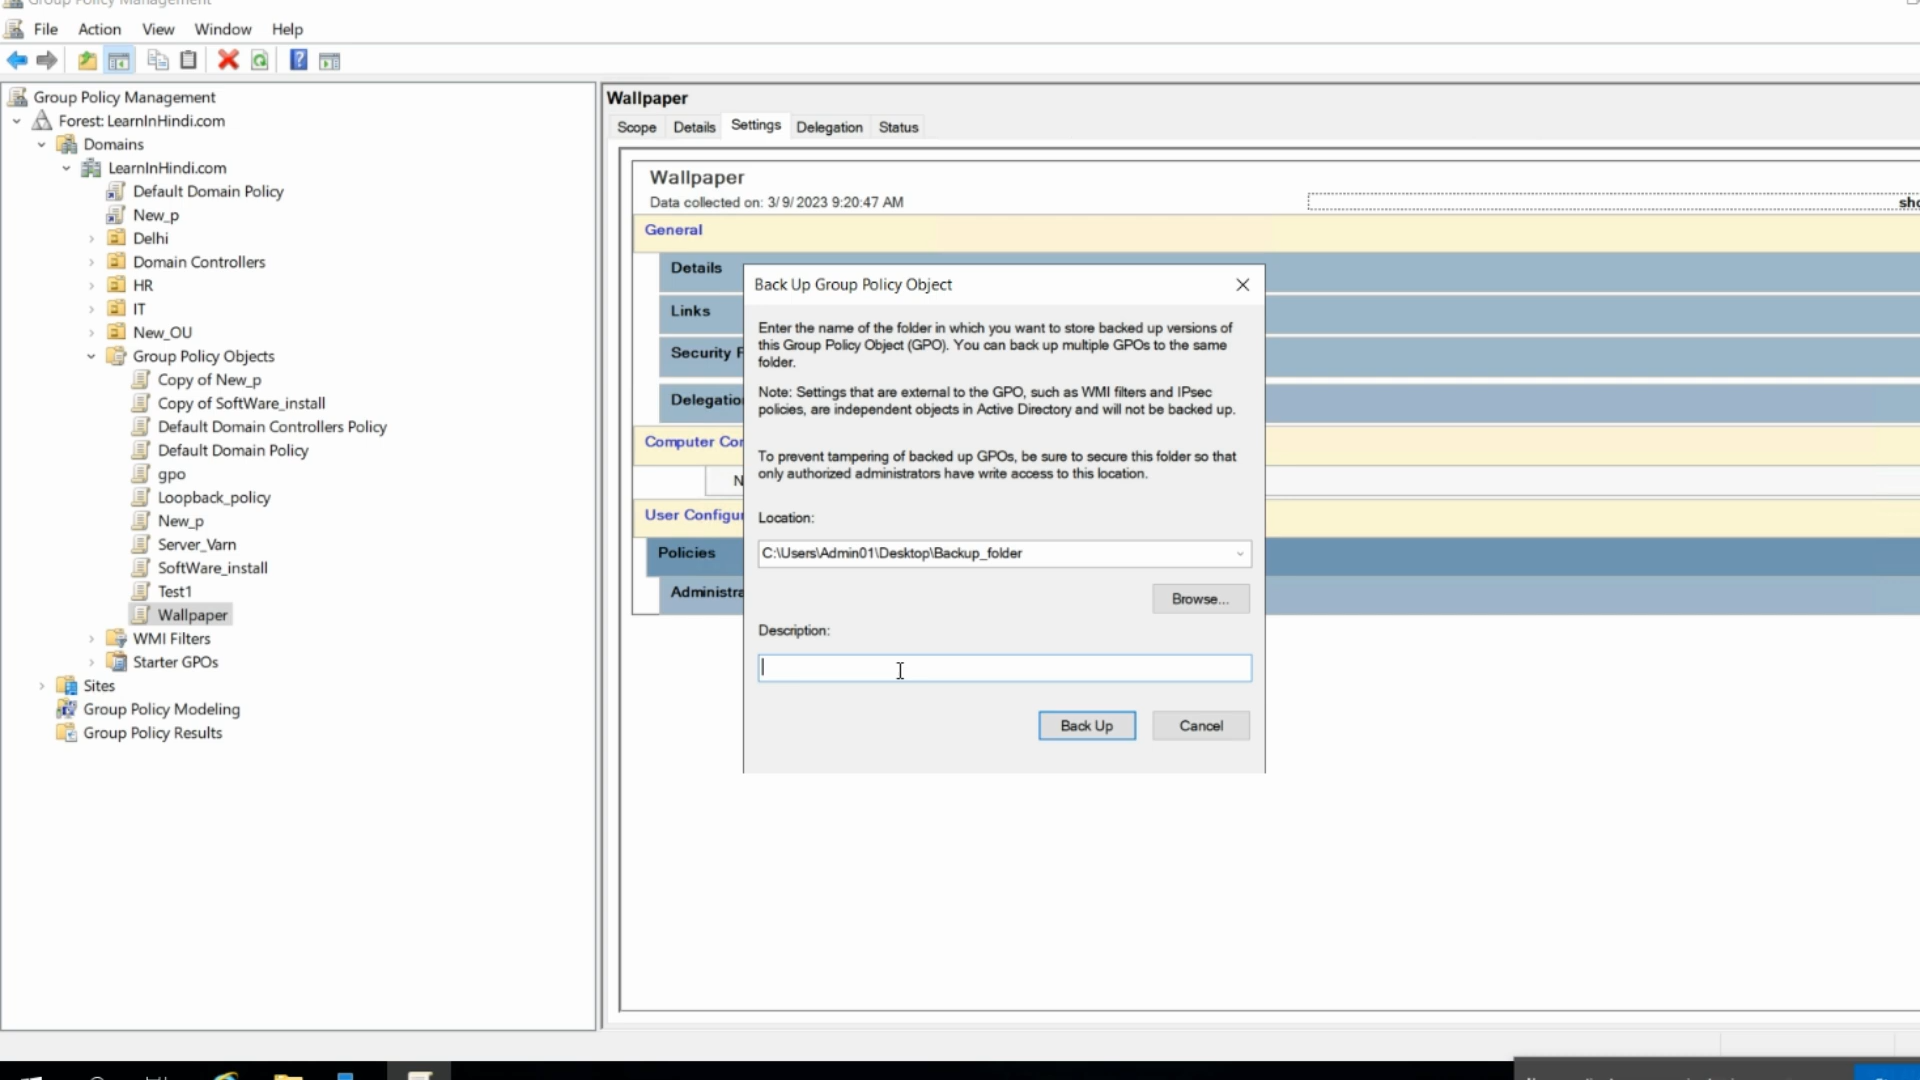 Group Policy Management
File Action View Window Help
Group Policy Management
Forest: LearnInHindi.com
Domains
LearnInHindi.com
Default Domain Policy
New_p
Delhi
Domain Controllers
HR
IT
New_OU
Group Policy Objects
Copy of New_p
Copy of SoftWare_install
Default Domain Controllers Policy
Default Domain Policy
gpo
Loopback_policy
New_p
Server_Varn
SoftWare_install
Test1
Wallpaper
WMI Filters
Starter GPOs
Sites
Group Policy Modeling
Group Policy Results
Wallpaper
Scope Details Settings Delegation Status
Wallpaper
Data collected on: 3/9/2023 9:20:47 AM
General
Details
Links
Security F
Delegatio
Computer Con
N
User Configu
Policies
Administra
Back Up Group Policy Object
Enter the name of the folder in which you want to store backed up versions of
this Group Policy Object (GPO). You can back up multiple GPOs to the same
folder.
Note: Settings that are external to the GPO, such as WMI filters and IPsec
policies, are independent objects in Active Directory and will not be backed up.
To prevent tampering of backed up GPOs, be sure to secure this folder so that
only authorized administrators have write access to this location.
Location:
C:\Users\Admin01\Desktop\Backup_folder
Browse...
Description:
Back Up Cancel